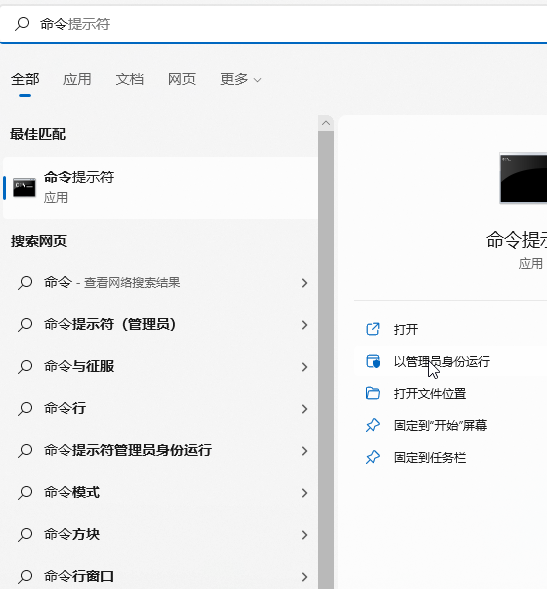 命令提示符
全部 应用 文档 网页 更多
最佳匹配
命令提示符
应用
搜索网页
命令 - 查看网络搜索结果
命令提示符（管理员）
命令与征服
命令行
命令提示符管理员身份运行
命令模式
命令方块
命令行窗口
命令提示
应用
打开
以管理员身份运行
打开文件位置
固定到"开始"屏幕
固定到任务栏